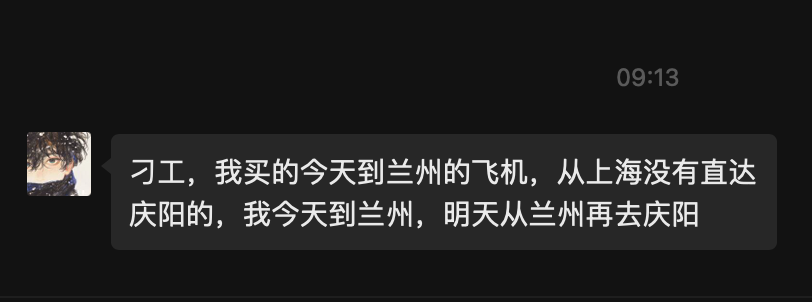 09:13
刁工，我买的今天到兰州的飞机，从上海没有直达
庆阳的，我今天到兰州，明天从兰州再去庆阳